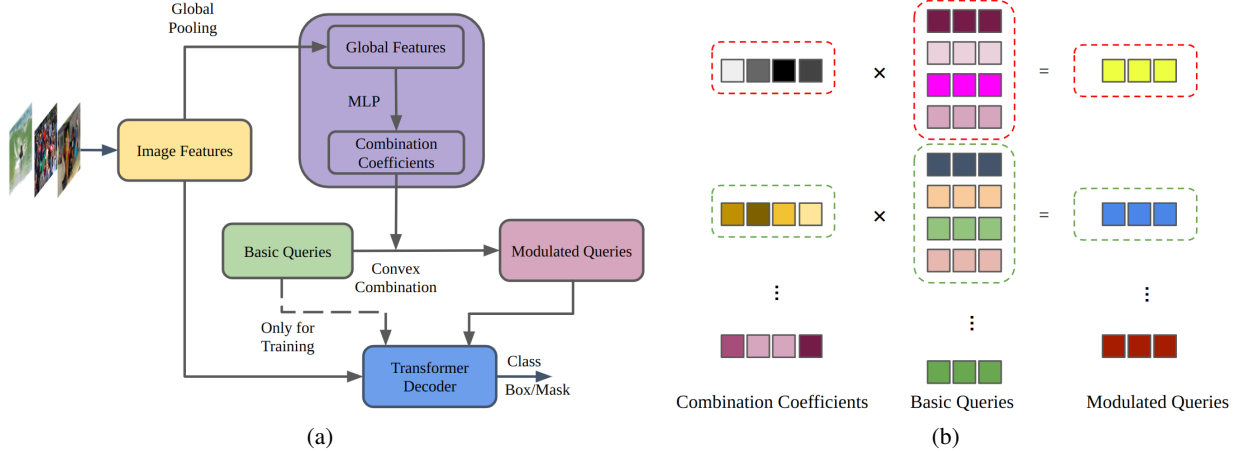 Global
Pooling
Global Features
MLP
Combination
Coefficients
Image Features
Basic Queries
Convex
Combination
Modulated Queries
Only for
Training
Transformer
Decoder
Class
Box/Mask
(a)
× =
× =
⋮ ⋮ ⋮
Combination Coefficients Basic Queries Modulated Queries
(b)